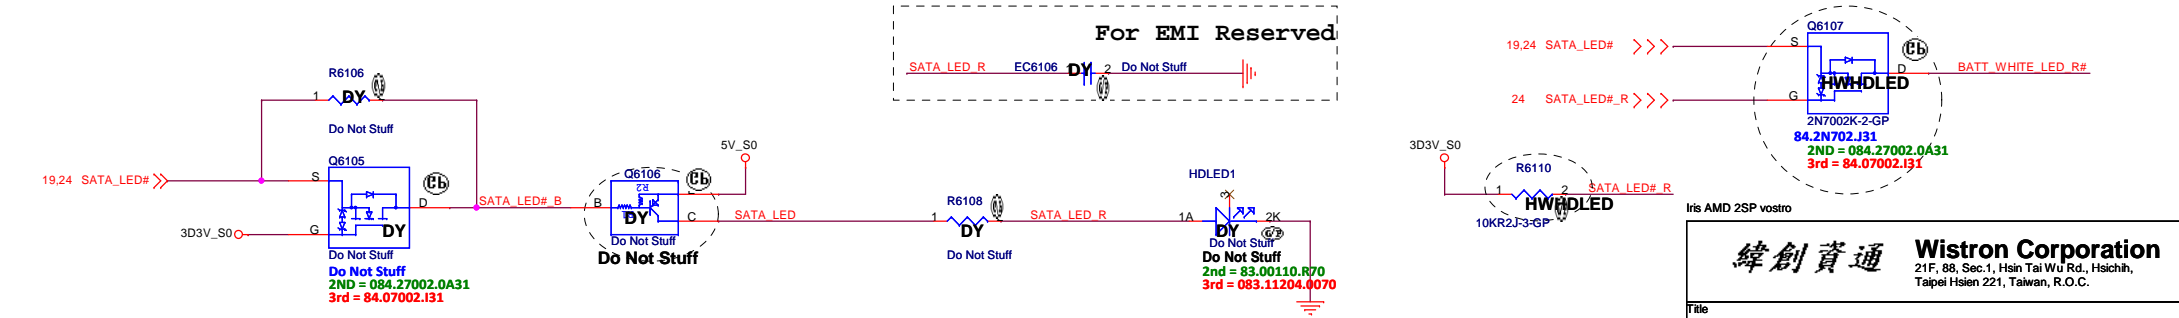 For EMI Reserved
SATA_LED_R
EC6106
1
DY
2
Do Not Stuff
R6106
1
DY
Do Not Stuff
19,24 SATA_LED#
Q6105
S
D
G
DY
3D3V_S0
Do Not Stuff
Do Not Stuff
2ND = 084.27002.0A31
3rd = 84.07002.I31
SATA_LED#_B
Q6106
R2
B
E
C
DY
Do Not Stuff
Do Not Stuff
5V_S0
SATA_LED
R6108
1
DY
Do Not Stuff
SATA_LED_R
HDLED1
3
1A
2K
DY
Do Not Stuff
Do Not Stuff
2nd = 83.00110.R70
3rd = 083.11204.0070
3D3V_S0
R6110
1
2
SATA_LED#_R
HWHDLED
10KR2J-3-GP
19,24 SATA_LED#
24 SATA_LED#_R
Q6107
S
D
G
HWHDLED
BATT_WHITE_LED_R#
2N7002K-2-GP
84.2N702.J31
2ND = 084.27002.0A31
3rd = 84.07002.I31
Iris AMD 2SP vostro
緯創資通
Wistron Corporation
21F, 88, Sec.1, Hsin Tai Wu Rd., Hsichih,
Taipei Hsien 221, Taiwan, R.O.C.
Title